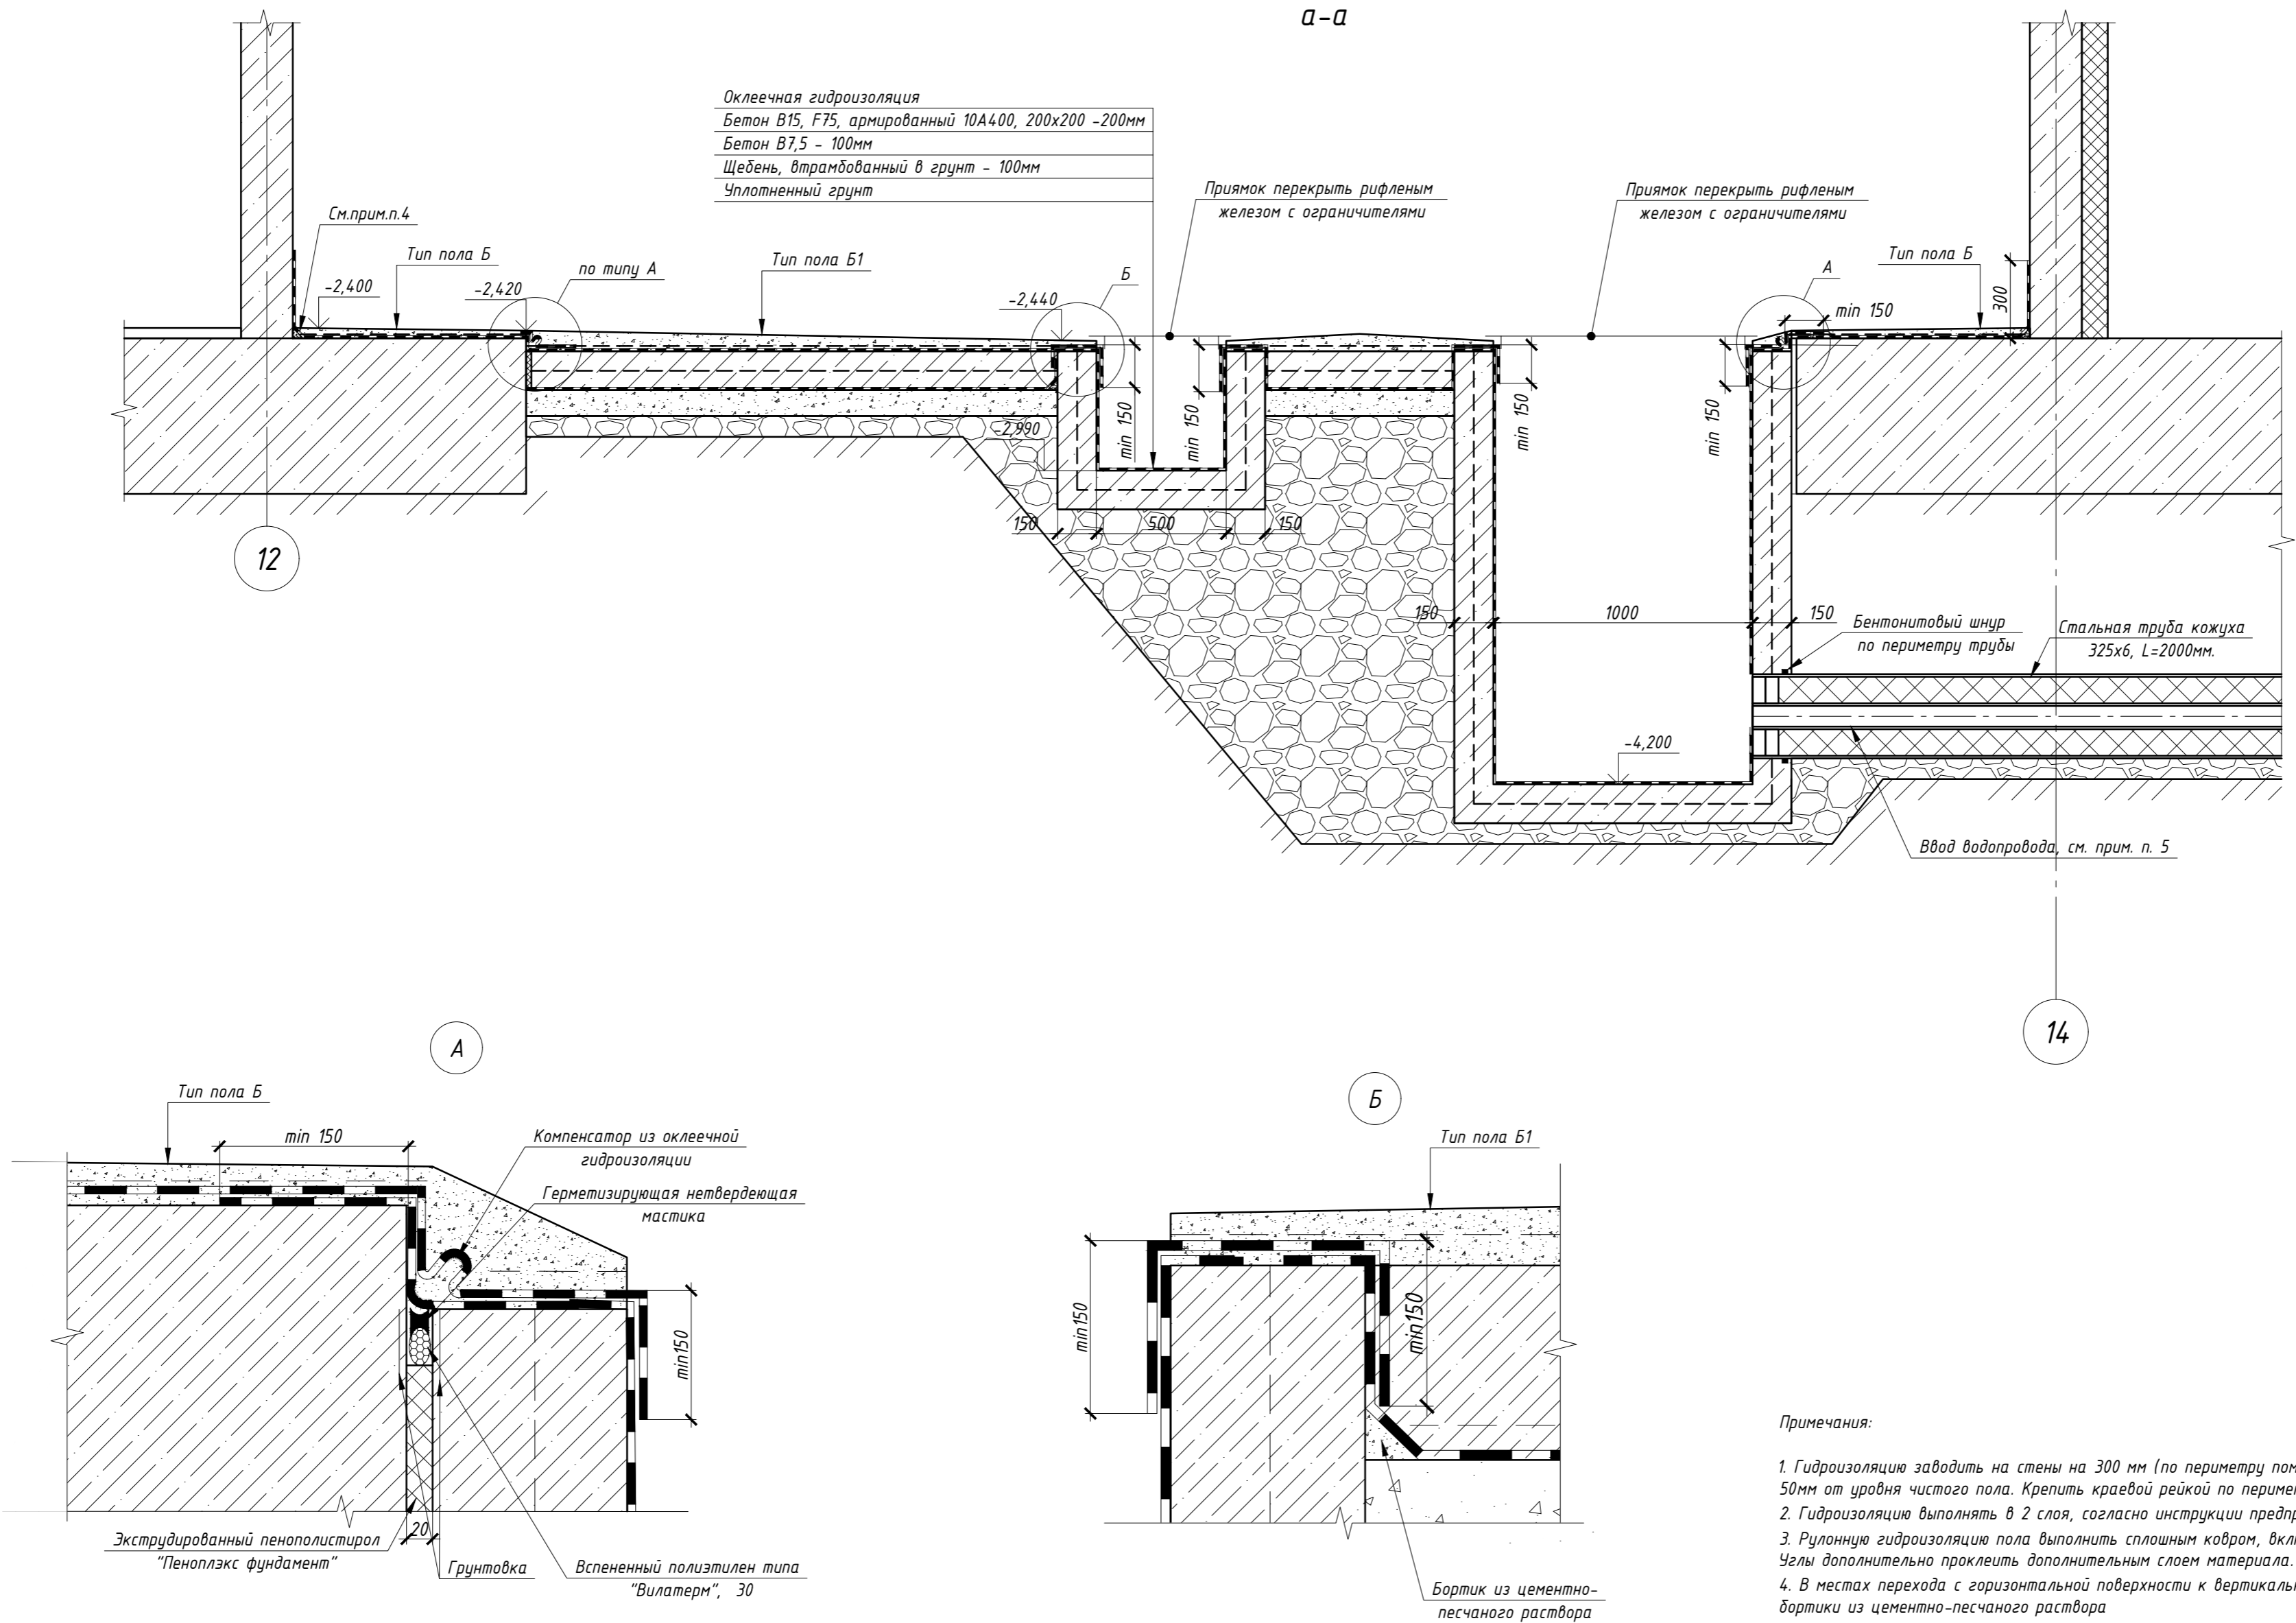 а-а
Оклеечная гидроизоляция
Бетон В15, F75, армированный 10А400, 200х200 -200мм
Бетон В7,5 - 100мм
Щебень, втрамбованный в грунт - 100мм
Уплотненный грунт
Приямок перекрыть рифленым
железом с ограничителями
Приямок перекрыть рифленым
железом с ограничителями
См.прим.п.4
Тип пола Б
по типу А
Тип пола Б1
Б
А
Тип пола Б
-2,400
-2,420
-2,440
min 150
300
min 150
min 150
min 150
min 150
-2,990
150
500
150
12
150
1000
150
Бентонитовый шнур
по периметру трубы
Стальная труба кожуха
325х6, L=2000мм.
-4,200
Ввод водопровода, см. прим. п. 5
14
А
Тип пола Б
min 150
Компенсатор из оклеечной
гидроизоляции
Герметизирующая нетвердеющая
мастика
min150
20
Экструдированный пенополистирол
"Пеноплэкс фундамент"
Грунтовка
Вспененный полиэтилен типа
"Вилатерм", 30
Б
Тип пола Б1
min150
min150
Бортик из цементно-
песчаного раствора
Примечания:
1. Гидроизоляцию заводить на стены на 300 мм (по периметру пом
50мм от уровня чистого пола. Крепить краевой рейкой по перимен
2. Гидроизоляцию выполнять в 2 слоя, согласно инструкции предпр
3. Рулонную гидроизоляцию пола выполнить сплошным ковром, вкл
Углы дополнительно проклеить дополнительным слоем материала.
4. В местах перехода с горизонтальной поверхности к вертикаль
бортики из цементно-песчаного раствора